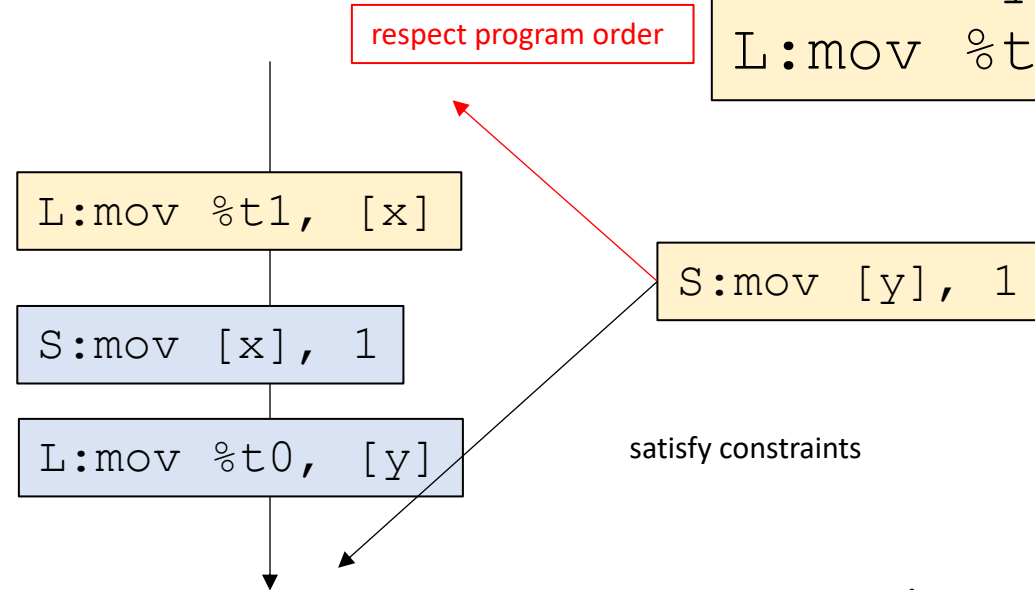 respect program order
L:mov %t
L:mov %t1, [x]
S:mov [y], 1
S:mov [x], 1
L:mov %t0, [y]
satisfy constraints